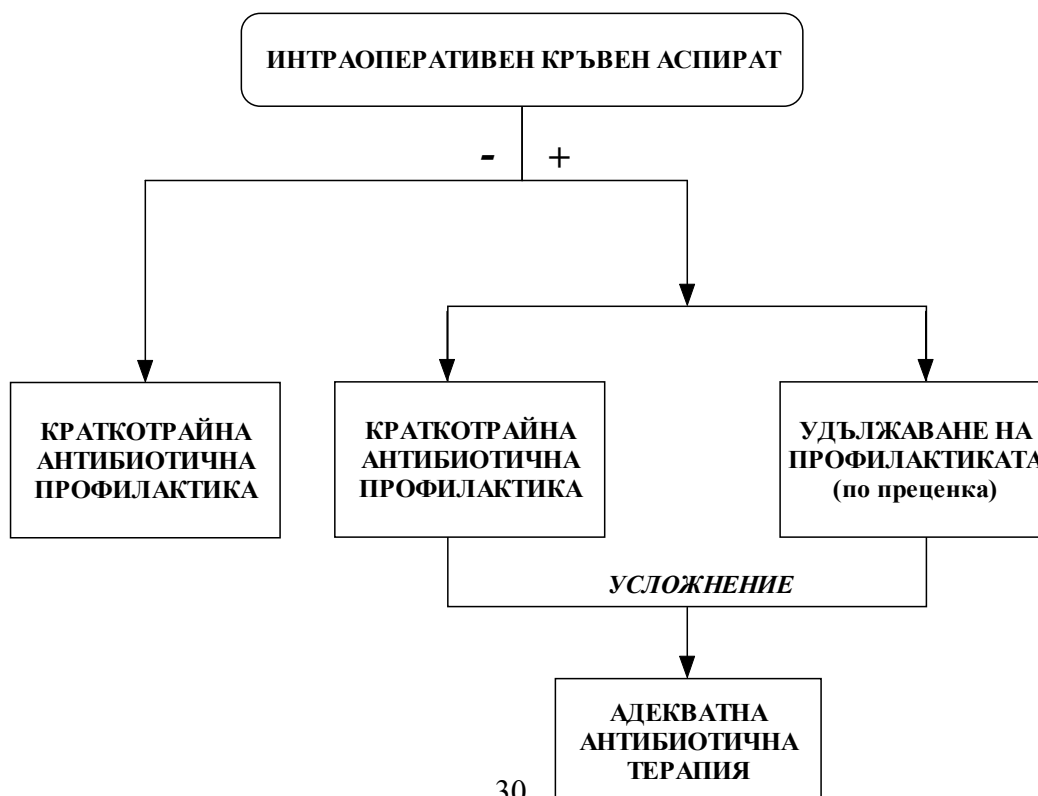 ИНТРАОПЕРАТИВЕН КРЪВЕН АСПИРАТ
- +
КРАТКОТРАЙНА
АНТИБИОТИЧНА
ПРОФИЛАКТИКА
КРАТКОТРАЙНА
АНТИБИОТИЧНА
ПРОФИЛАКТИКА
УДЪЛЖАВАНЕ НА
ПРОФИЛАКТИКАТА
(по преценка)
УСЛОЖНЕНИЕ
АДЕКВАТНА
АНТИБИОТИЧНА
ТЕРАПИЯ
30